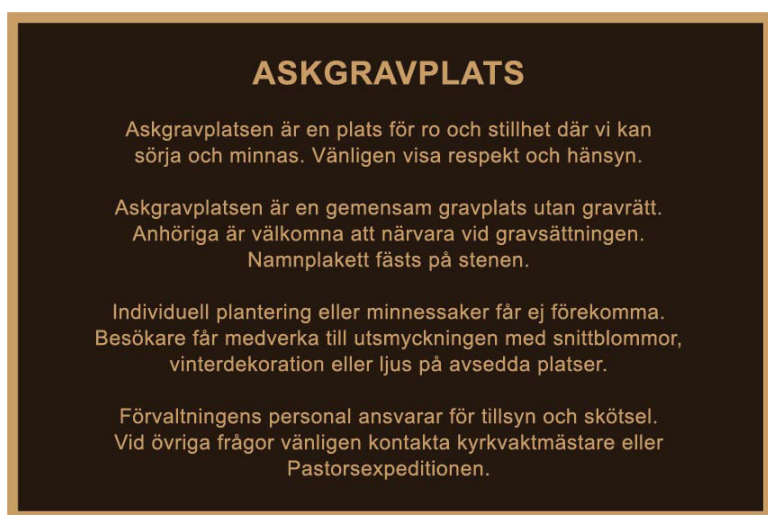 ASKGRAVPLATS
Askgravplatsen är en plats för ro och stillhet där vi kan
sörja och minnas. Vänligen visa respekt och hänsyn.
Askgravplatsen är en gemensam gravplats utan gravrätt.
Anhöriga är välkomna att närvara vid gravsättningen.
Namnplakett fästs på stenen.
Individuell plantering eller minnessaker får ej förekomma.
Besökare får medverka till utsmyckningen med snittblommor,
vinterdekoration eller ljus på avsedda platser.
Förvaltningens personal ansvarar för tillsyn och skötsel.
Vid övriga frågor vänligen kontakta kyrkvaktmästare eller
Pastorsexpeditionen.